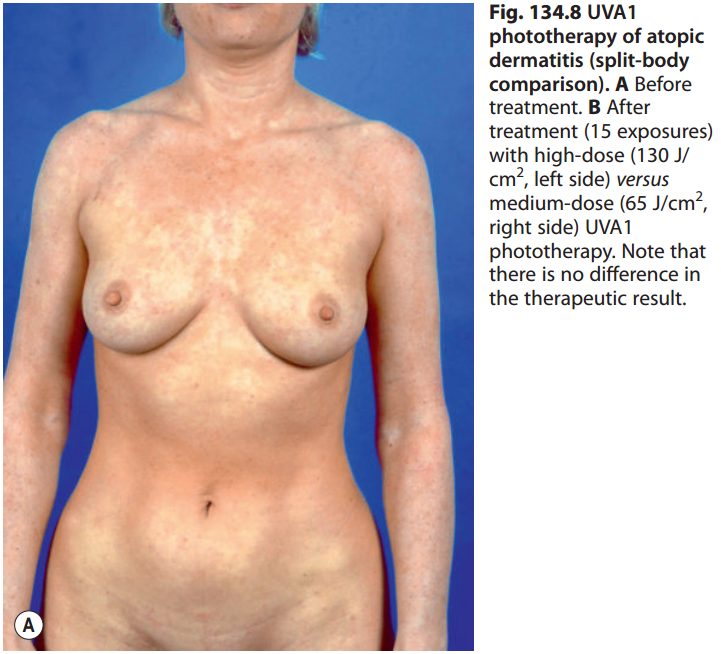 Fig. 134.8 UVA1
phototherapy of atopic
dermatitis (split-body
comparison). A Before
treatment. B After
treatment (15 exposures)
with high-dose (130 J/
cm², left side) versus
medium-dose (65 J/cm²,
right side) UVA1
phototherapy. Note that
there is no difference in
the therapeutic result.
A